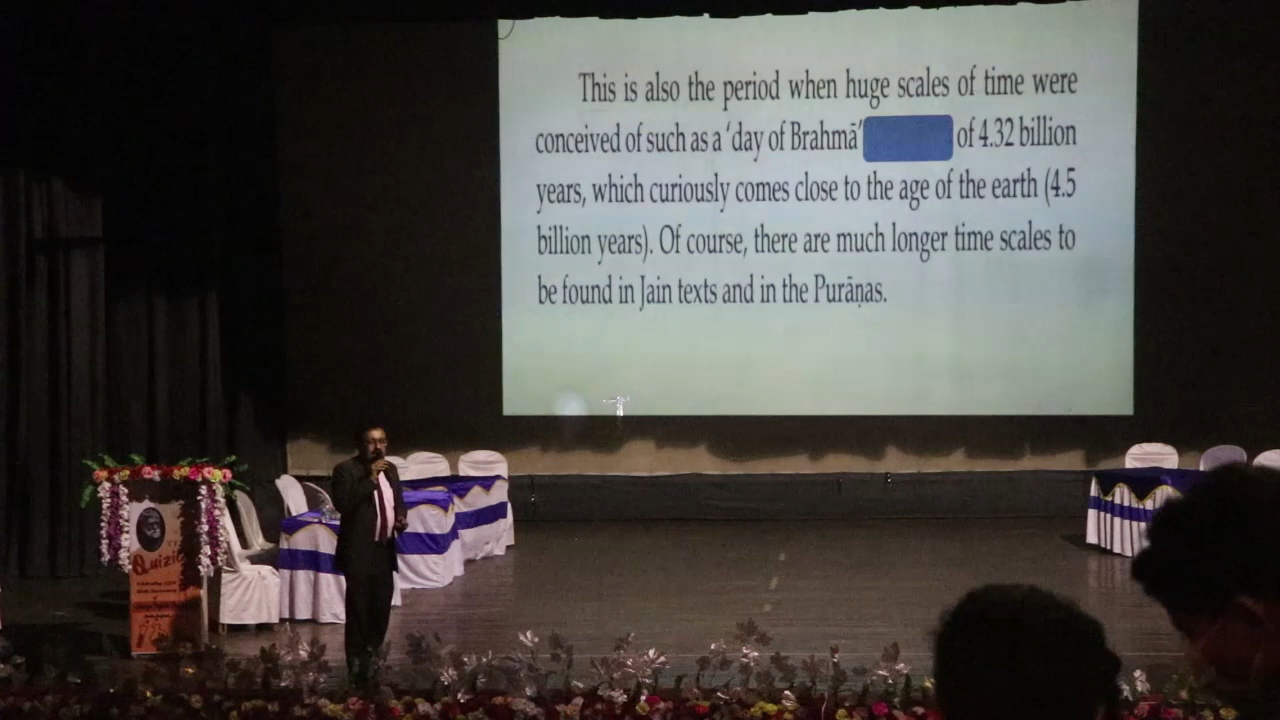 This is also the period when huge scales of time were
conceived of such as a ‘day of Brahmā’ of 4.32 billion
years, which curiously comes close to the age of the earth (4.5
billion years). Of course, there are much longer time scales to
be found in Jain texts and in the Purāṇas.